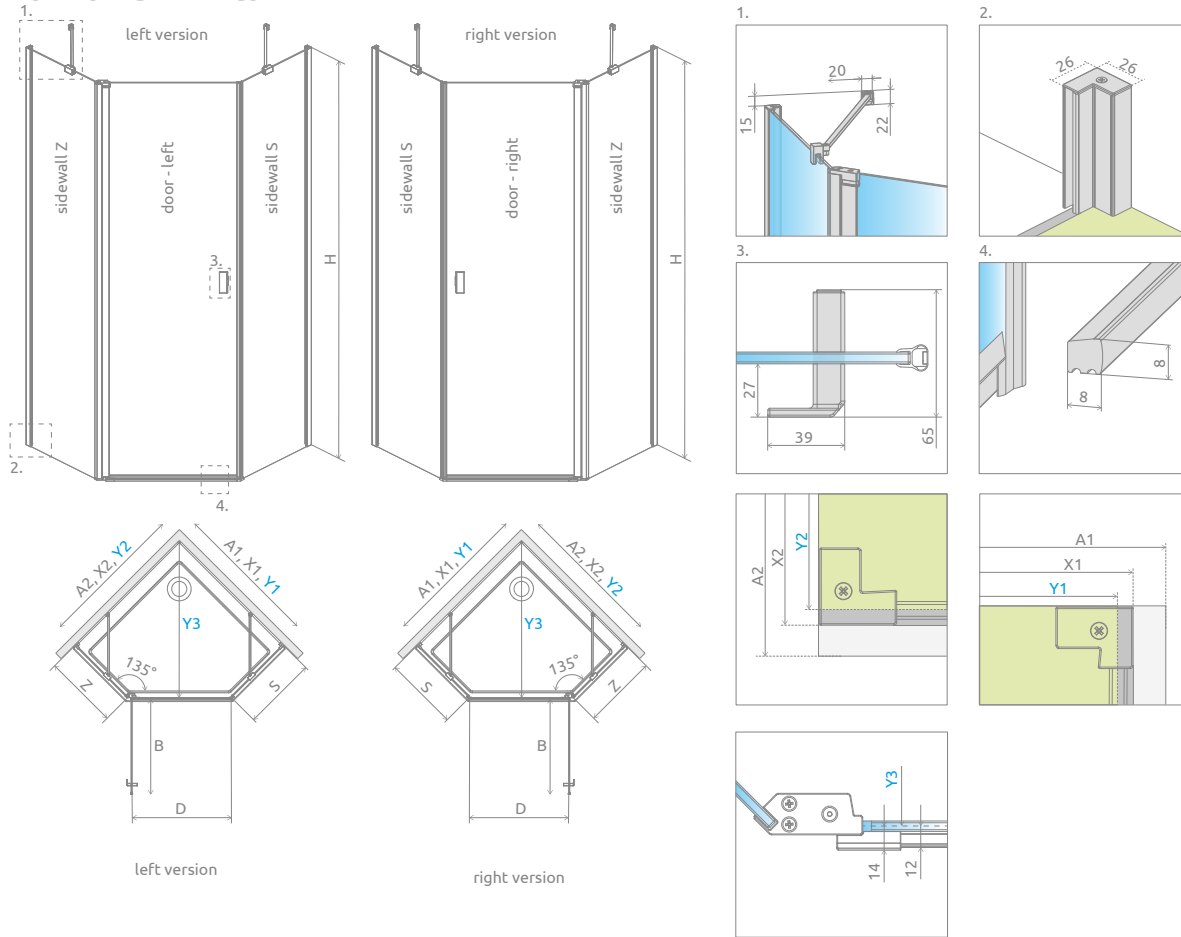 1.
left version
sidewall Z
door - left
sidewall S
H
3.
2.
4.
right version
sidewall S
door - right
sidewall Z
H
A2, X2, Y2
A1, X1, Y1
Y3
135°
Z
S
B
D
left version
A1, X1, Y1
A2, X2, Y2
Y3
135°
S
Z
B
D
right version
1.
20
15
22
2.
26
26
3.
27
39
65
4.
8
8
A2
X2
Y2
A1
X1
Y1
Y3
14
12